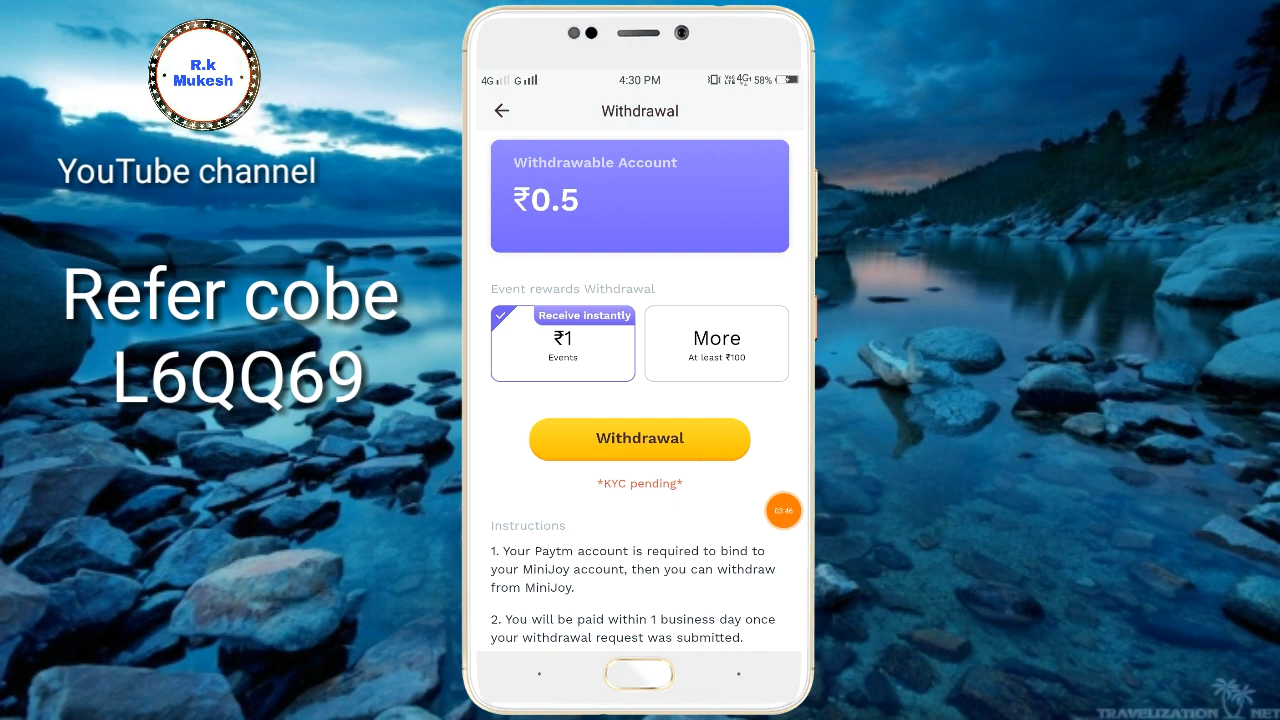 R.k
Mukesh
YouTube channel
Refer cobe
L6QQ69
4G G 4:30 PM 4G+ 58%
Withdrawal
Withdrawable Account
₹0.5
Event rewards Withdrawal
Receive instantly
₹1
Events
More
At least ₹100
Withdrawal
*KYC pending*
03:46
Instructions
1. Your Paytm account is required to bind to
your MiniJoy account, then you can withdraw
from MiniJoy.
2. You will be paid within 1 business day once
your withdrawal request was submitted.
TRAVELIZATION NET